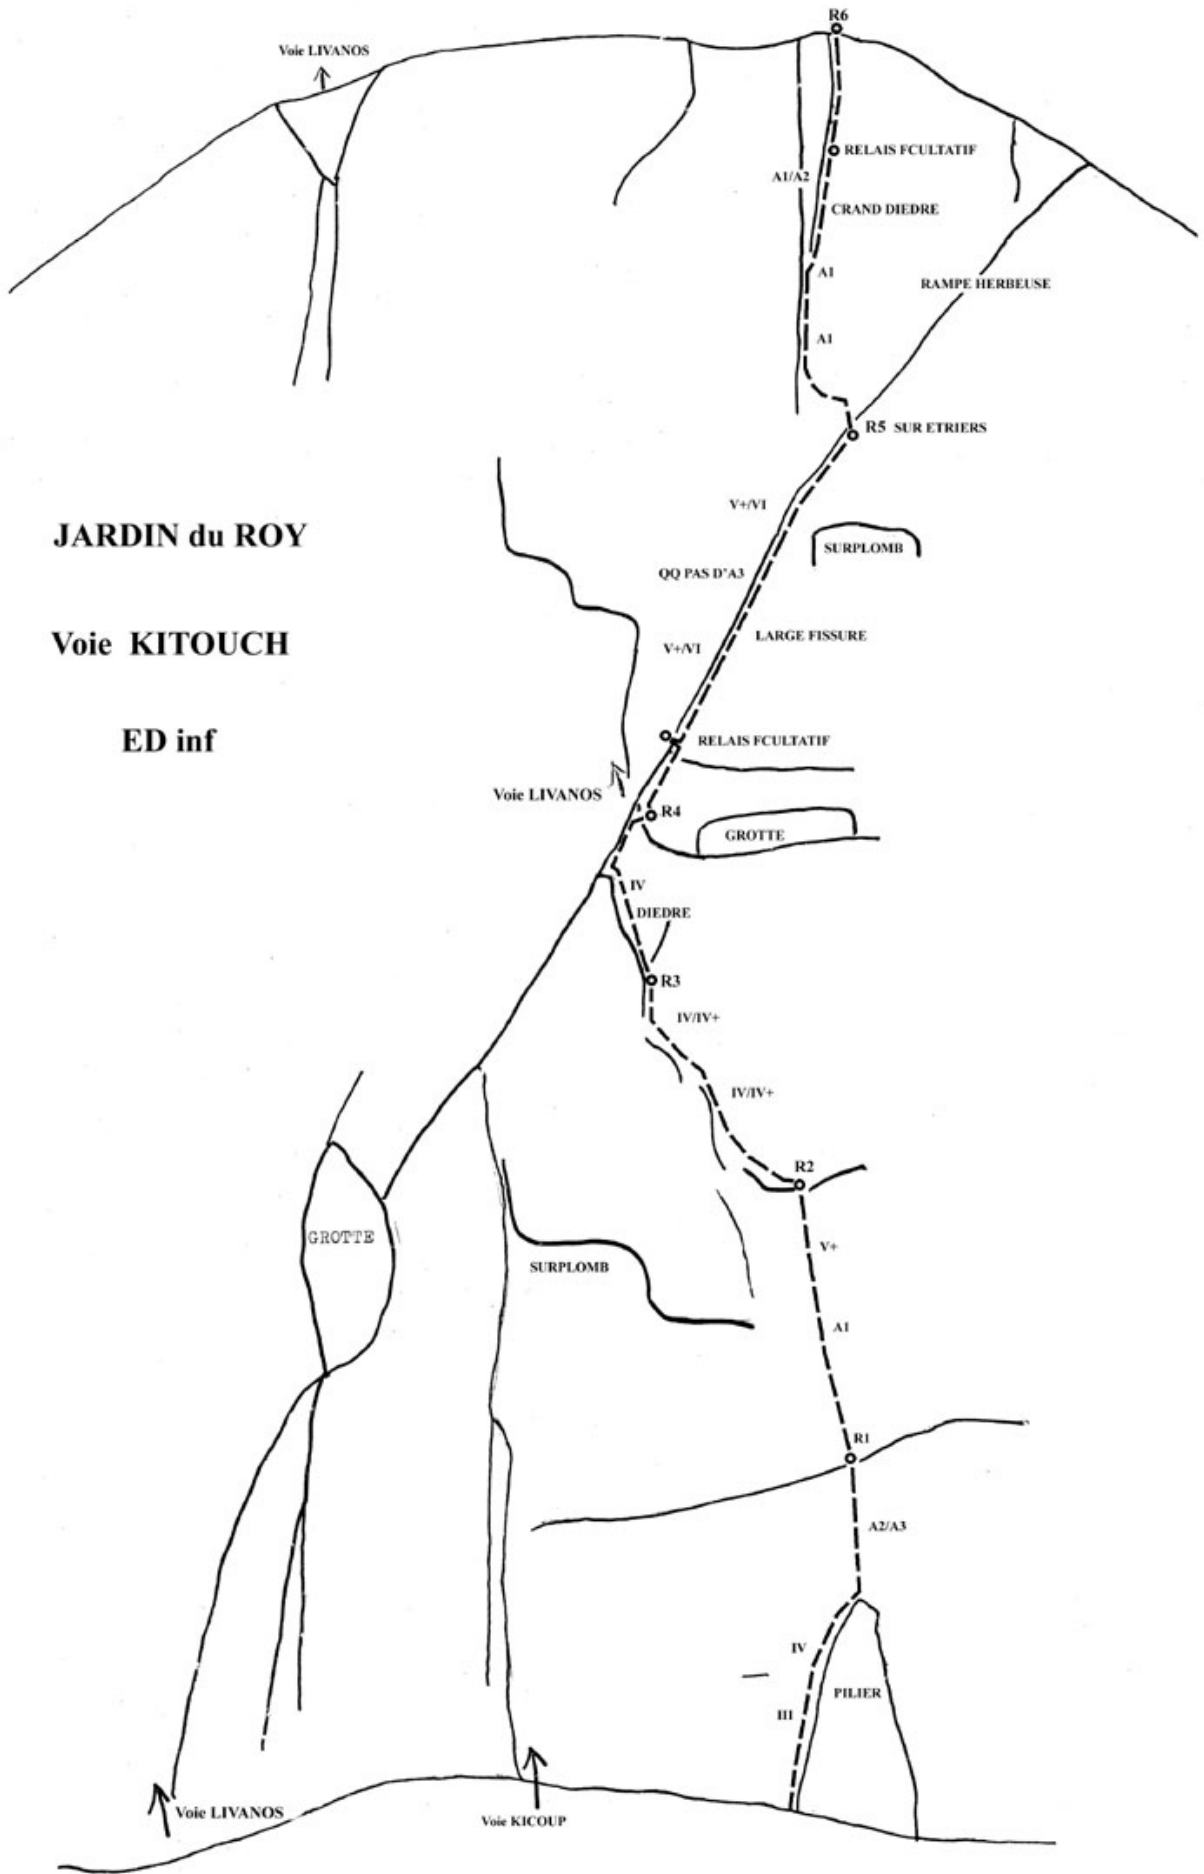 R6
Voie LIVANOS
RELAIS FCULTATIF
A1/A2
CRAND DIEDRE
A1
RAMPE HERBEUSE
A1
R5 SUR ETRIERS
V+/VI
JARDIN du ROY
SURPLOMB
QQ PAS D'A3
Voie KITOUCH
LARGE FISSURE
V+/VI
ED inf
RELAIS FCULTATIF
Voie LIVANOS
R4
GROTTE
IV
DIEDRE
R3
IV/IV+
IV/IV+
R2
GROTTE
V+
SURPLOMB
A1
R1
A2/A3
IV
PILIER
III
Voie LIVANOS
Voie KICOUP